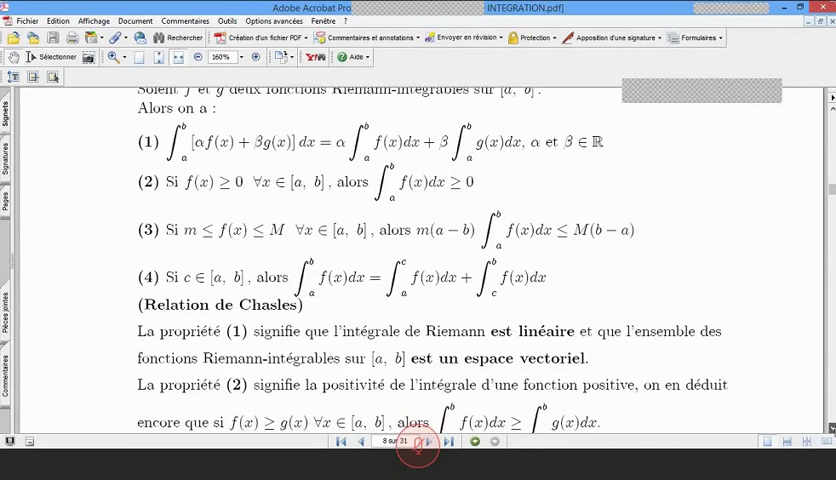 Adobe Acrobat Pro
INTEGRATION.pdf]
Fichier Edition Affichage Document Commentaires Outils Options avancées Fenêtre ?
Rechercher Création d'un fichier PDF Commentaires et annotations Envoyer en révision Protection Apposition d'une signature Formulaires
Sélectionner 160% Y!MN Aide
Signets
Signatures
Pages
Pièces jointes
Commentaires
Soient f et g deux fonctions Riemann-intégrables sur [a, b].
Alors on a :
(1) ∫_a^b [αf(x) + βg(x)] dx = α ∫_a^b f(x)dx + β ∫_a^b g(x)dx, α et β ∈ ℝ
(2) Si f(x) ≥ 0 ∀x ∈ [a, b], alors ∫_a^b f(x)dx ≥ 0
(3) Si m ≤ f(x) ≤ M ∀x ∈ [a, b], alors m(a − b) ∫_a^b f(x)dx ≤ M(b − a)
(4) Si c ∈ [a, b], alors ∫_a^b f(x)dx = ∫_a^c f(x)dx + ∫_c^b f(x)dx
(Relation de Chasles)
La propriété (1) signifie que l'intégrale de Riemann est linéaire et que l'ensemble des
fonctions Riemann-intégrables sur [a, b] est un espace vectoriel.
La propriété (2) signifie la positivité de l'intégrale d'une fonction positive, on en déduit
encore que si f(x) ≥ g(x) ∀x ∈ [a, b], alors ∫_a^b f(x)dx ≥ ∫_a^b g(x)dx.
8 sur 31